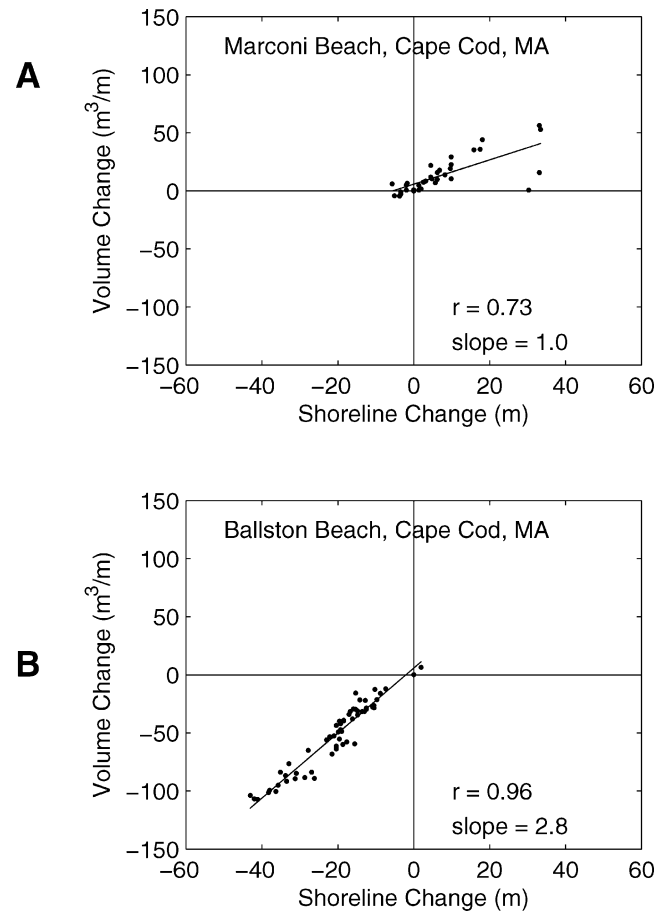 A
Marconi Beach, Cape Cod, MA
150
100
50
0
−50
−100
−150
Volume Change (m³/m)
r = 0.73
slope = 1.0
−60 −40 −20 0 20 40 60
Shoreline Change (m)
B
Ballston Beach, Cape Cod, MA
150
100
50
0
−50
−100
−150
Volume Change (m³/m)
r = 0.96
slope = 2.8
−60 −40 −20 0 20 40 60
Shoreline Change (m)